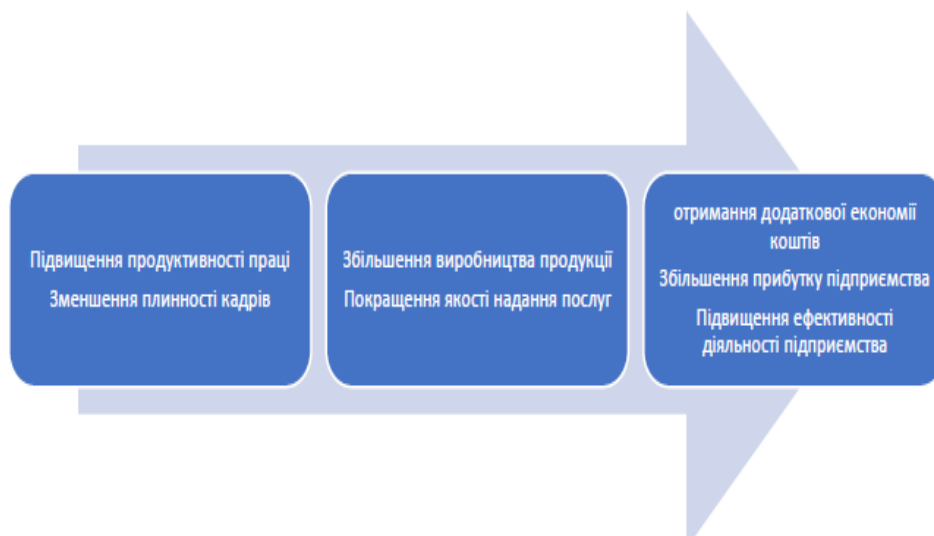 Підвищення продуктивності праці
Зменшення плинності кадрів
Збільшення виробництва продукції
Покращення якості надання послуг
отримання додаткової економії
коштів
Збільшення прибутку підприємства
Підвищення ефективності
діяльності підприємства